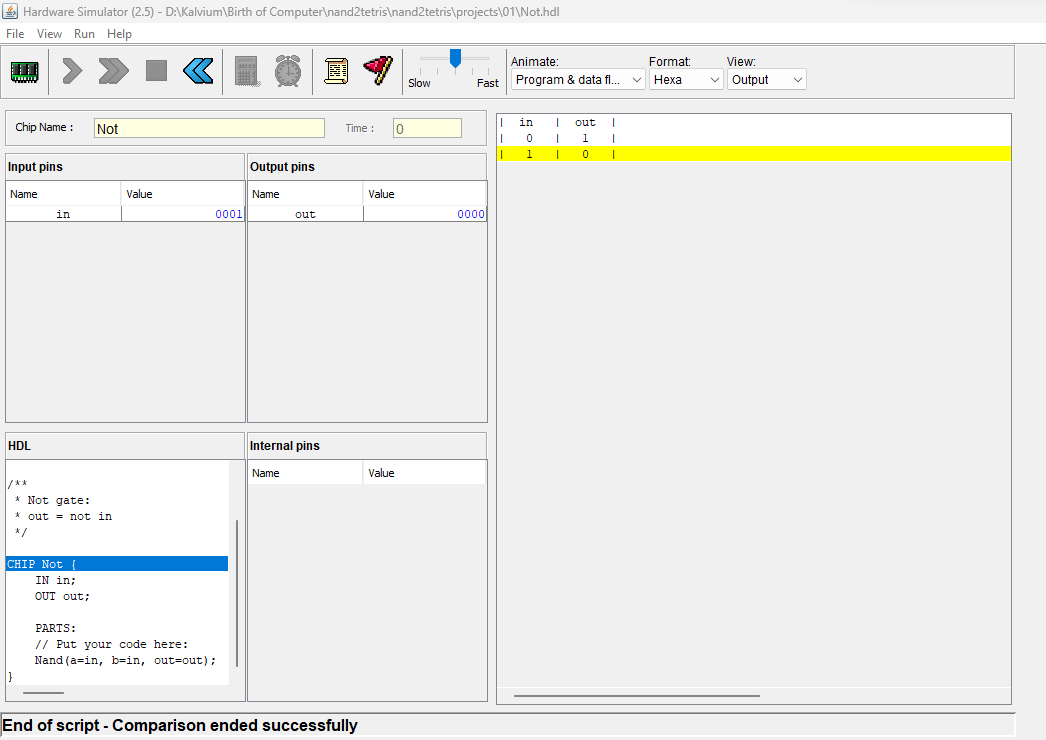 Hardware Simulator (2.5) - D:\Kalvium\Birth of Computer\nand2tetris\nand2tetris\projects\01\Not.hdl
File View Run Help
Slow Fast
Animate: Format: View:
Program & data fl... Hexa Output
Chip Name : Not Time : 0
Input pins
Name Value
in 0001
Output pins
Name Value
out 0000
| in | out |
| 0 | 1 |
| 1 | 0 |
HDL
/**
* Not gate:
* out = not in
*/
CHIP Not {
IN in;
OUT out;
PARTS:
// Put your code here:
Nand(a=in, b=in, out=out);
}
Internal pins
Name Value
End of script - Comparison ended successfully